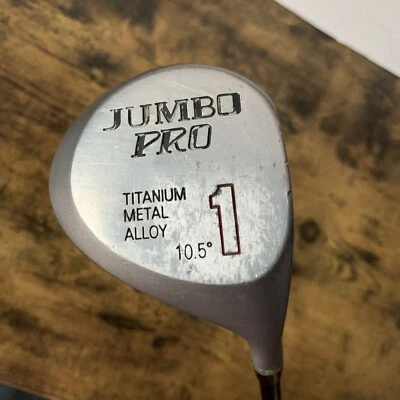 JUMBO
PRO
TITANIUM
METAL
ALLOY
10.5°
1